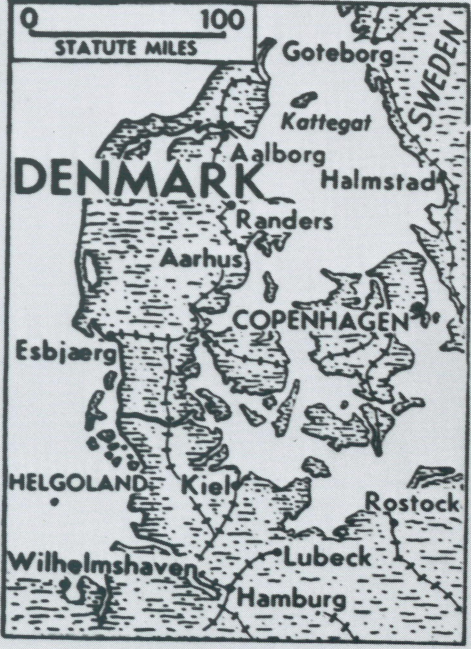 0 100
STATUTE MILES
Goteborg
SWEDEN
Kattegat
Aalborg
DENMARK
Halmstad
Randers
Aarhus
COPENHAGEN
Esbjaerg
HELGOLAND
Kiel
Rostock
Wilhelmshaven
Lubeck
Hamburg